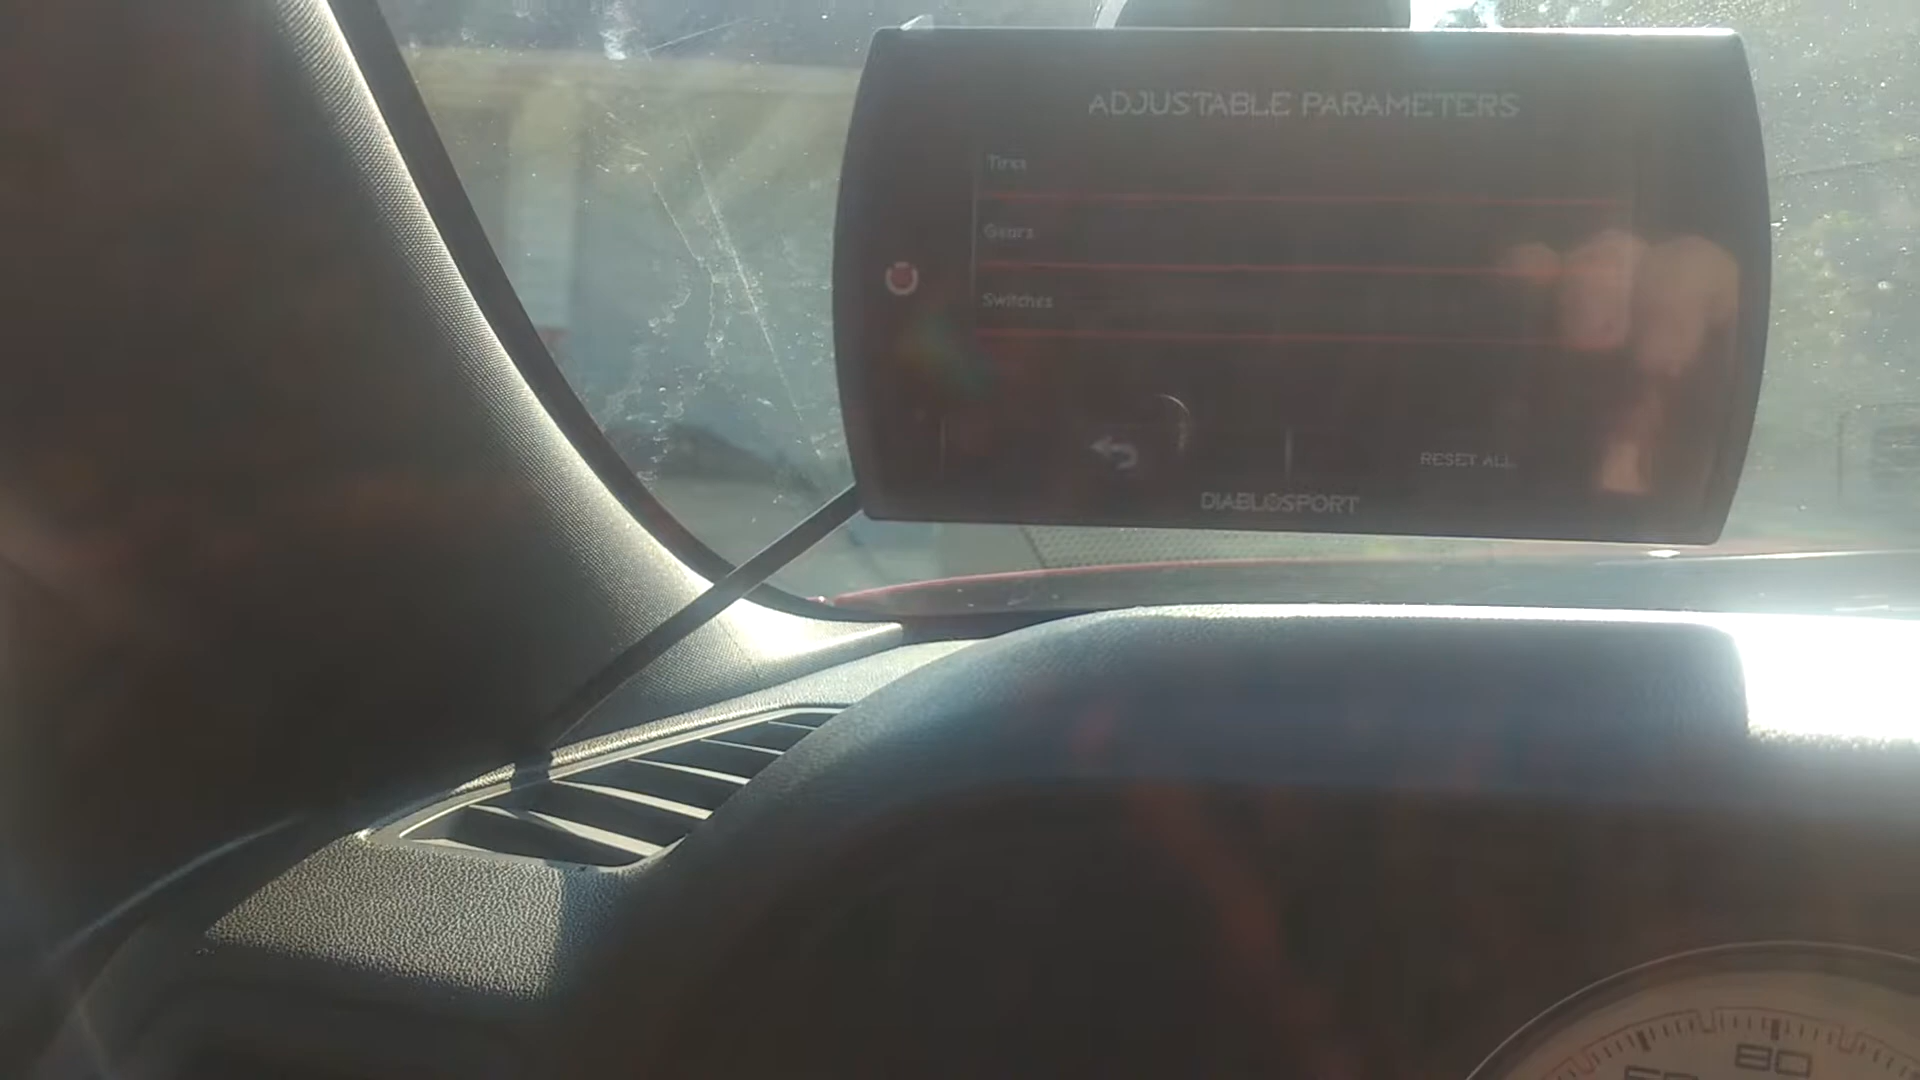 ADJUSTABLE PARAMETERS
Tires
Gears
Switches
RESET ALL
DIABLOSPORT
80